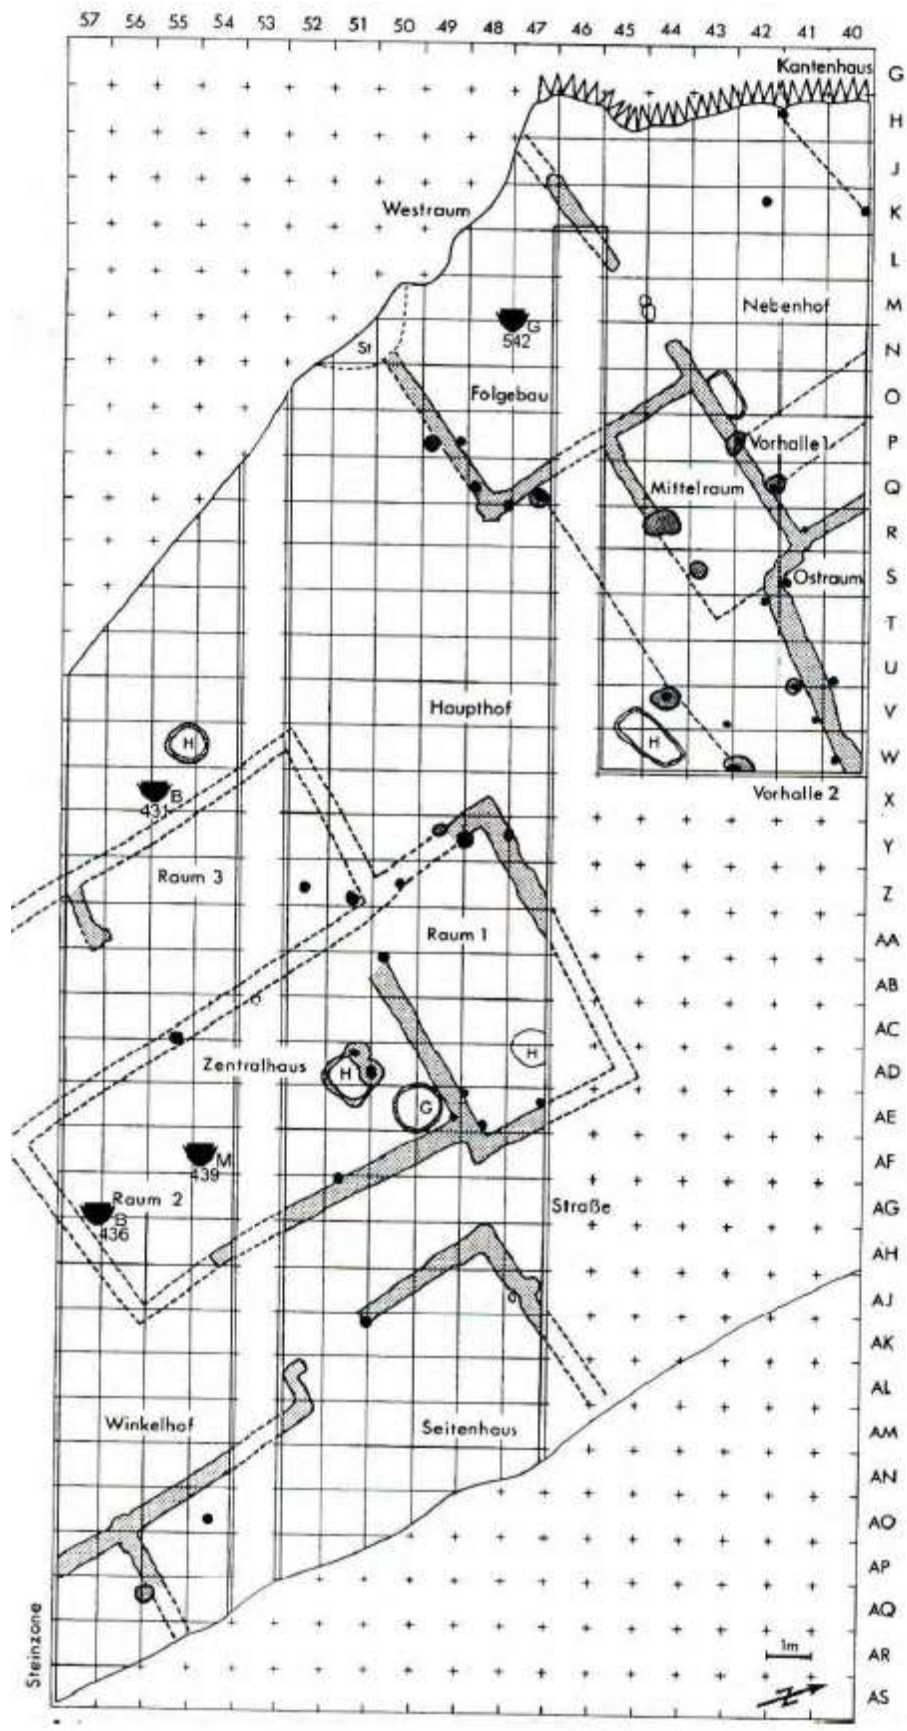 57 56 55 54 53 52 51 50 49 48 47 46 45 44 43 42 41 40
Kantenhaus
G
H
J
Westraum
K
L
M
Nebenhof
G
542
St
N
Folgebau
O
P
Vorhalle 1
Mittelraum
Q
R
Ostraum
S
T
U
Haupthof
V
H
H
W
Vorhalle 2
X
B
431
Y
Raum 3
Z
Raum 1
AA
AB
AC
H
Zentralhaus
H
AD
G
AE
M
439
AF
Raum 2
B
436
Straße
AG
AH
AJ
AK
AL
Winkelhof
Seitenhaus
AM
AN
AO
AP
AQ
Steinzone
1m
AR
Z
AS